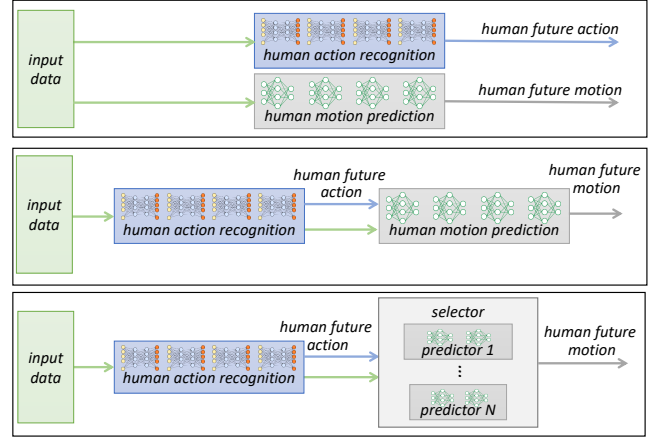 input
data
human future action
human action recognition
human future motion
human motion prediction
input
data
human action recognition
human future
action
human motion prediction
human future
motion
input
data
human action recognition
human future
action
selector
predictor 1
⋮
predictor N
human future
motion